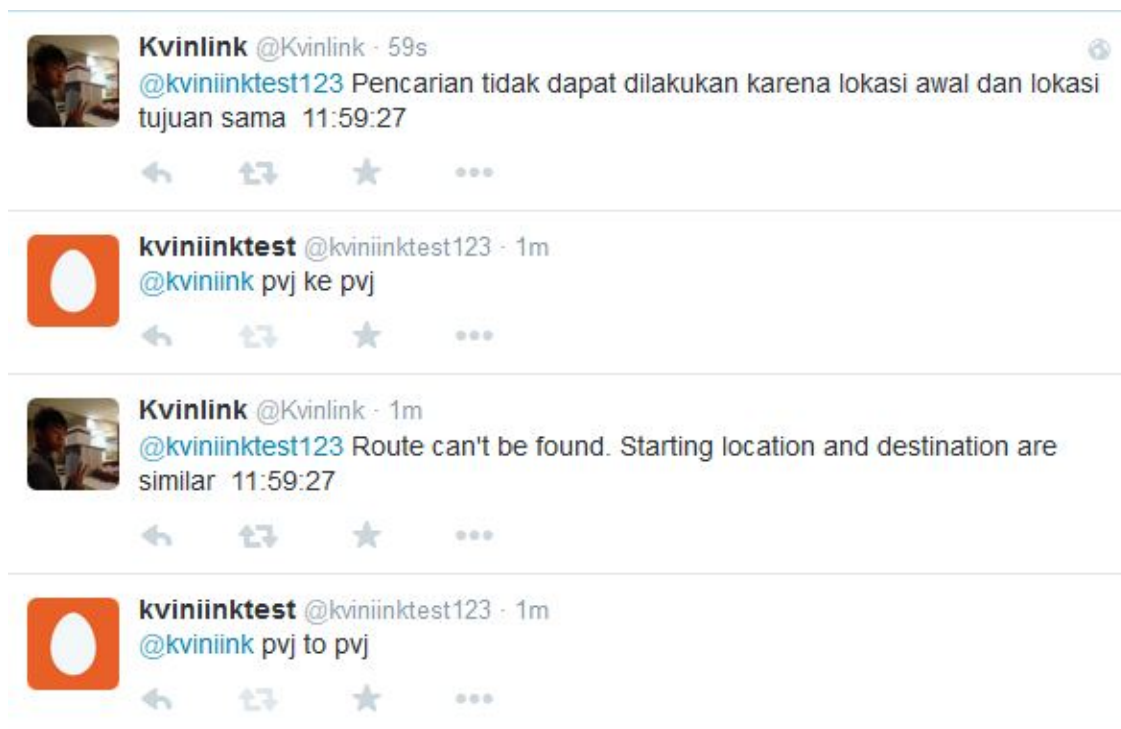 Kvinlink @Kvinlink · 59s
@kviniinktest123 Pencarian tidak dapat dilakukan karena lokasi awal dan lokasi
tujuan sama 11:59:27
kviniinktest @kviniinktest123 · 1m
@kviniink pvj ke pvj
Kvinlink @Kvinlink · 1m
@kviniinktest123 Route can't be found. Starting location and destination are
similar 11:59:27
kviniinktest @kviniinktest123 · 1m
@kviniink pvj to pvj